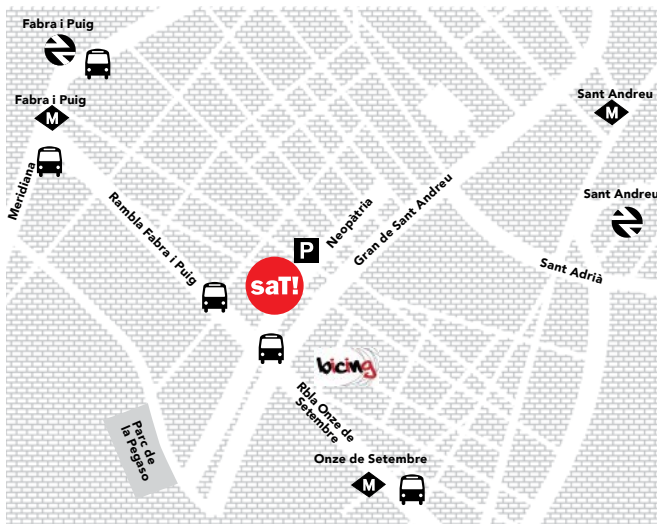 Fabra i Puig
Fabra i Puig
M
Meridiana
Rambla Fabra i Puig
saT!
P
Neopàtria
Gran de Sant Andreu
Sant Andreu
M
Sant Andreu
Sant Adrià
bicing
Rbla Onze de
Setembre
Parc de
la Pegaso
Onze de Setembre
M